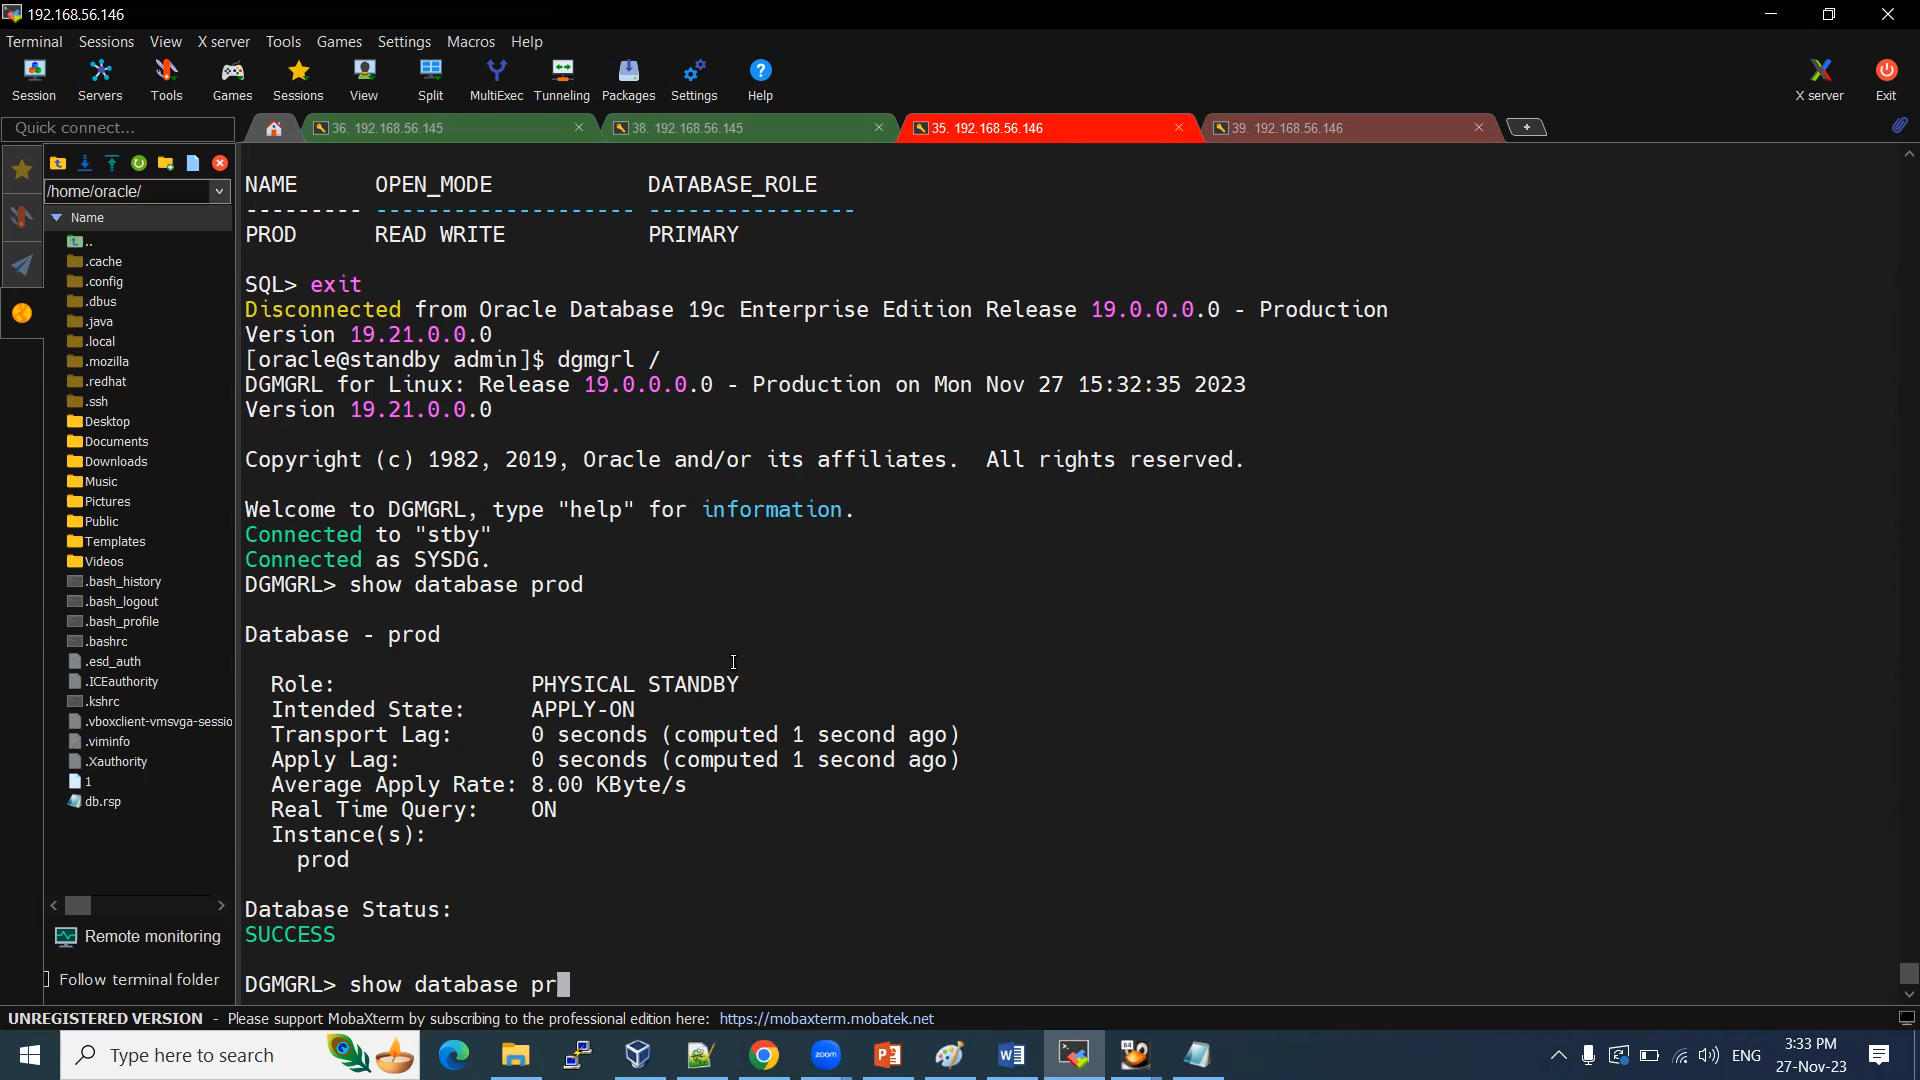 192.168.56.146
Terminal Sessions View X server Tools Games Settings Macros Help
Session Servers Tools Games Sessions View Split MultiExec Tunneling Packages Settings Help X server Exit
Quick connect...
36. 192.168.56.145
38. 192.168.56.145
35. 192.168.56.146
39. 192.168.56.146
/home/oracle/
Name
..
.cache
.config
.dbus
.java
.local
.mozilla
.redhat
.ssh
Desktop
Documents
Downloads
Music
Pictures
Public
Templates
Videos
.bash_history
.bash_logout
.bash_profile
.bashrc
.esd_auth
.ICEauthority
.kshrc
.vboxclient-vmsvga-sessio
.viminfo
.Xauthority
1
db.rsp
Remote monitoring
Follow terminal folder
NAME OPEN_MODE DATABASE_ROLE
--------- -------------------- ----------------
PROD READ WRITE PRIMARY
SQL> exit
Disconnected from Oracle Database 19c Enterprise Edition Release 19.0.0.0.0 - Production
Version 19.21.0.0.0
[oracle@standby admin]$ dgmgrl /
DGMGRL for Linux: Release 19.0.0.0.0 - Production on Mon Nov 27 15:32:35 2023
Version 19.21.0.0.0
Copyright (c) 1982, 2019, Oracle and/or its affiliates.  All rights reserved.
Welcome to DGMGRL, type "help" for information.
Connected to "stby"
Connected as SYSDG.
DGMGRL> show database prod
Database - prod
Role: PHYSICAL STANDBY
Intended State: APPLY-ON
Transport Lag: 0 seconds (computed 1 second ago)
Apply Lag: 0 seconds (computed 1 second ago)
Average Apply Rate: 8.00 KByte/s
Real Time Query: ON
Instance(s):
prod
Database Status:
SUCCESS
DGMGRL> show database pr
UNREGISTERED VERSION - Please support MobaXterm by subscribing to the professional edition here: https://mobaxterm.mobatek.net
Type here to search
zoom
64
ENG
3:33 PM
27-Nov-23